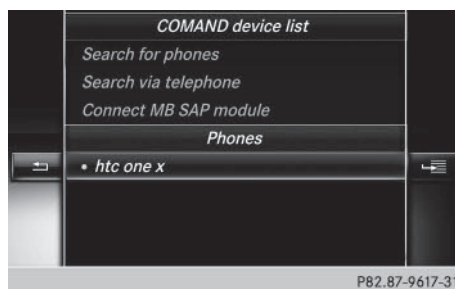 COMAND device list
Search for phones
Search via telephone
Connect MB SAP module
Phones
• htc one x
P82.87-9617-31